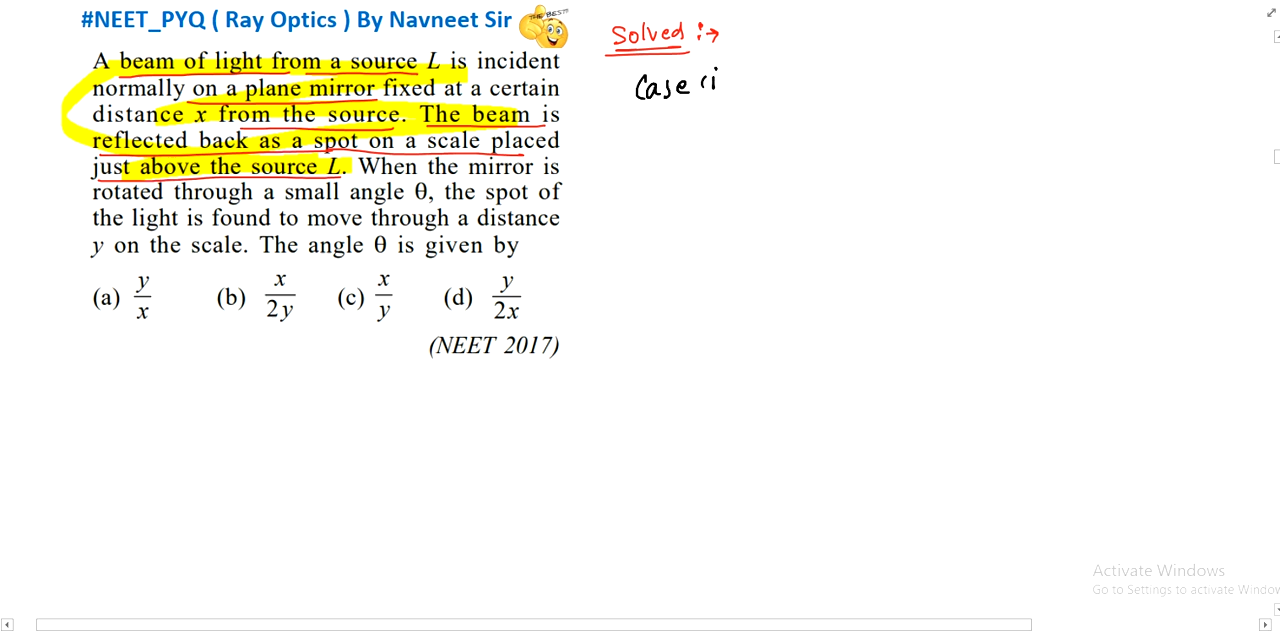 #NEET_PYQ ( Ray Optics ) By Navneet Sir
THE BEST!!
Solved :→
Case (i
A beam of light from a source L is incident
normally on a plane mirror fixed at a certain
distance x from the source. The beam is
reflected back as a spot on a scale placed
just above the source L. When the mirror is
rotated through a small angle θ, the spot of
the light is found to move through a distance
y on the scale. The angle θ is given by
(a) y/x (b) x/2y (c) x/y (d) y/2x
(NEET 2017)
Activate Windows
Go to Settings to activate Window